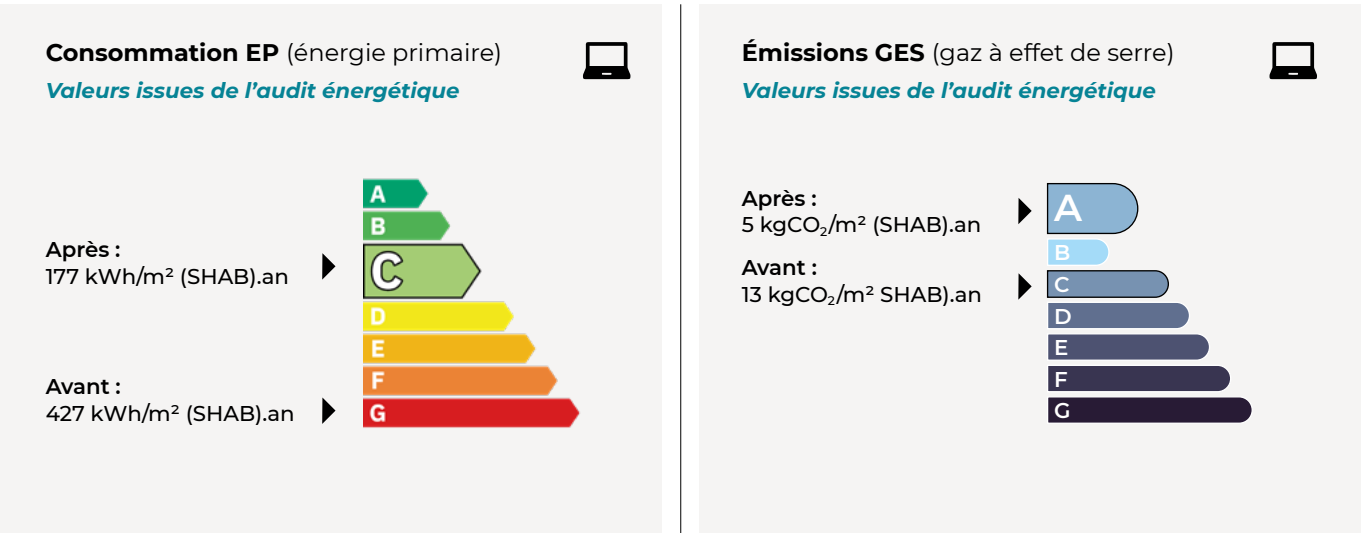 Consommation EP (énergie primaire)
Valeurs issues de l'audit énergétique
Après :
177 kWh/m² (SHAB).an
Avant :
427 kWh/m² (SHAB).an
A
B
C
D
E
F
G
Émissions GES (gaz à effet de serre)
Valeurs issues de l'audit énergétique
Après :
5 kgCO₂/m² (SHAB).an
Avant :
13 kgCO₂/m² SHAB).an
A
B
C
D
E
F
G